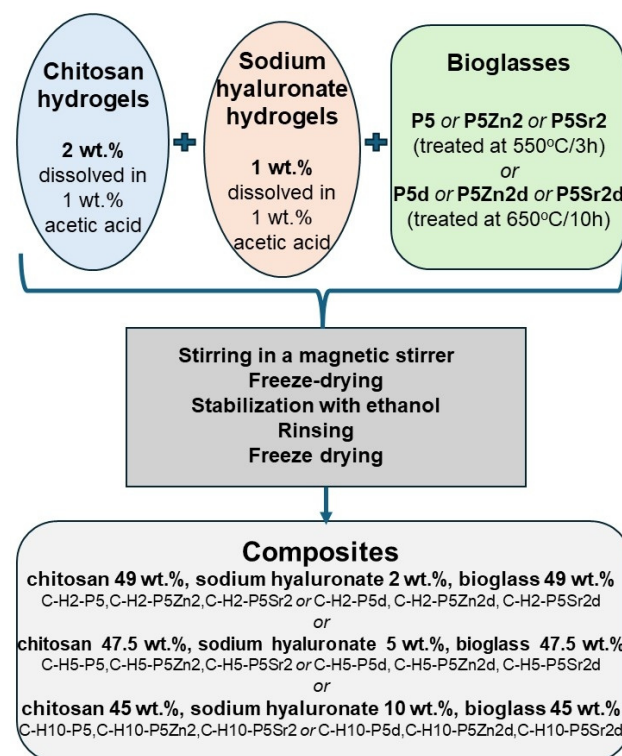 Chitosan
hydrogels
2 wt.%
dissolved in
1 wt.%
acetic acid
+
Sodium
hyaluronate
hydrogels
1 wt.%
dissolved in
1 wt.%
acetic acid
+
Bioglasses
P5 or P5Zn2 or P5Sr2
(treated at 550°C/3h)
or
P5d or P5Zn2d or P5Sr2d
(treated at 650°C/10h)
Stirring in a magnetic stirrer
Freeze-drying
Stabilization with ethanol
Rinsing
Freeze drying
Composites
chitosan 49 wt.%, sodium hyaluronate 2 wt.%, bioglass 49 wt.%
C-H2-P5,C-H2-P5Zn2,C-H2-P5Sr2 or C-H2-P5d, C-H2-P5Zn2d, C-H2-P5Sr2d
or
chitosan 47.5 wt.%, sodium hyaluronate 5 wt.%, bioglass 47.5 wt.%
C-H5-P5,C-H5-P5Zn2,C-H5-P5Sr2 or C-H5-P5d, C-H5-P5Zn2d, C-H5-P5Sr2d
or
chitosan 45 wt.%, sodium hyaluronate 10 wt.%, bioglass 45 wt.%
C-H10-P5,C-H10-P5Zn2,C-H10-P5Sr2 or C-H10-P5d,C-H10-P5Zn2d,C-H10-P5Sr2d